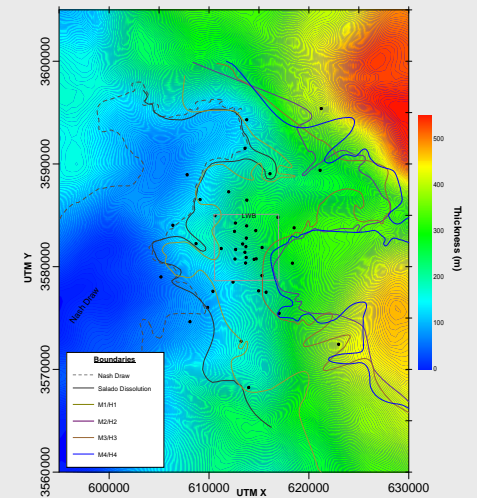 3600000
3590000
3580000
3570000
3560000
UTM Y
LWB
Nash Draw
Boundaries
Nash Draw
Salado Dissolution
M1/H1
M2/H2
M3/H3
M4/H4
600000
610000
620000
630000
UTM X
500
400
300
200
100
0
Thickness (m)